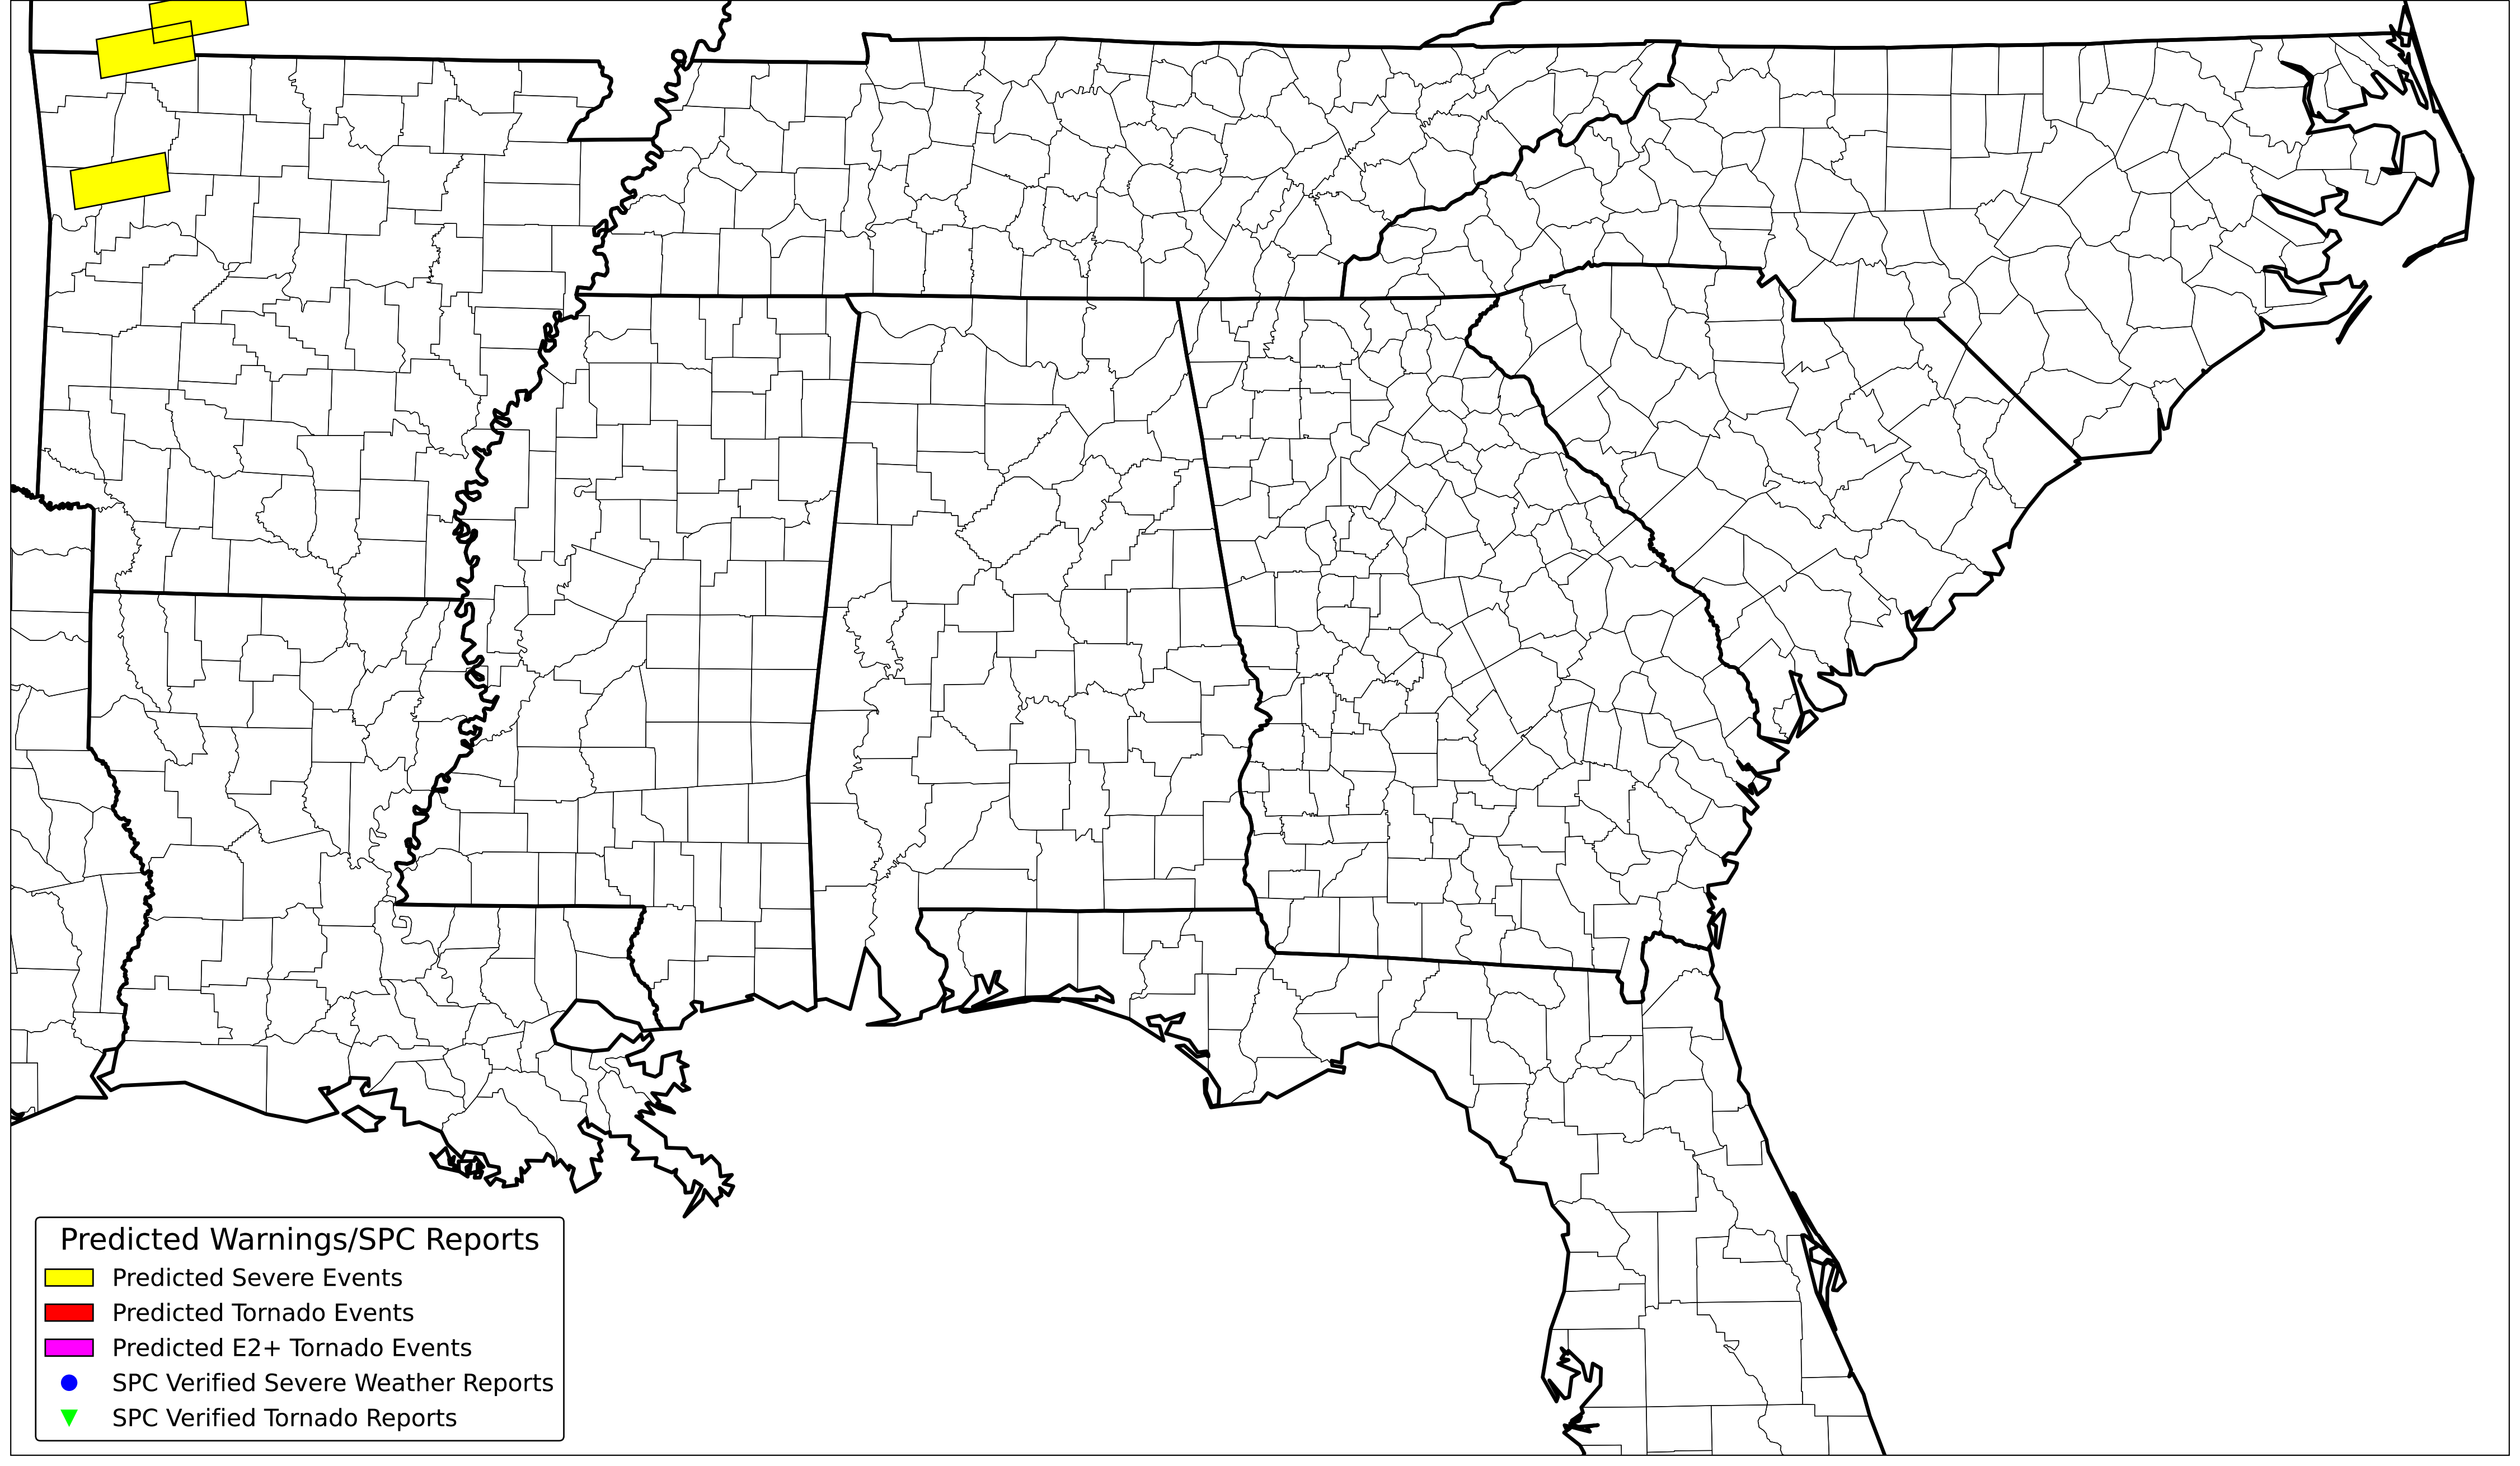 Predicted Warnings/SPC Reports
Predicted Severe Events
Predicted Tornado Events
Predicted E2+ Tornado Events
SPC Verified Severe Weather Reports
SPC Verified Tornado Reports